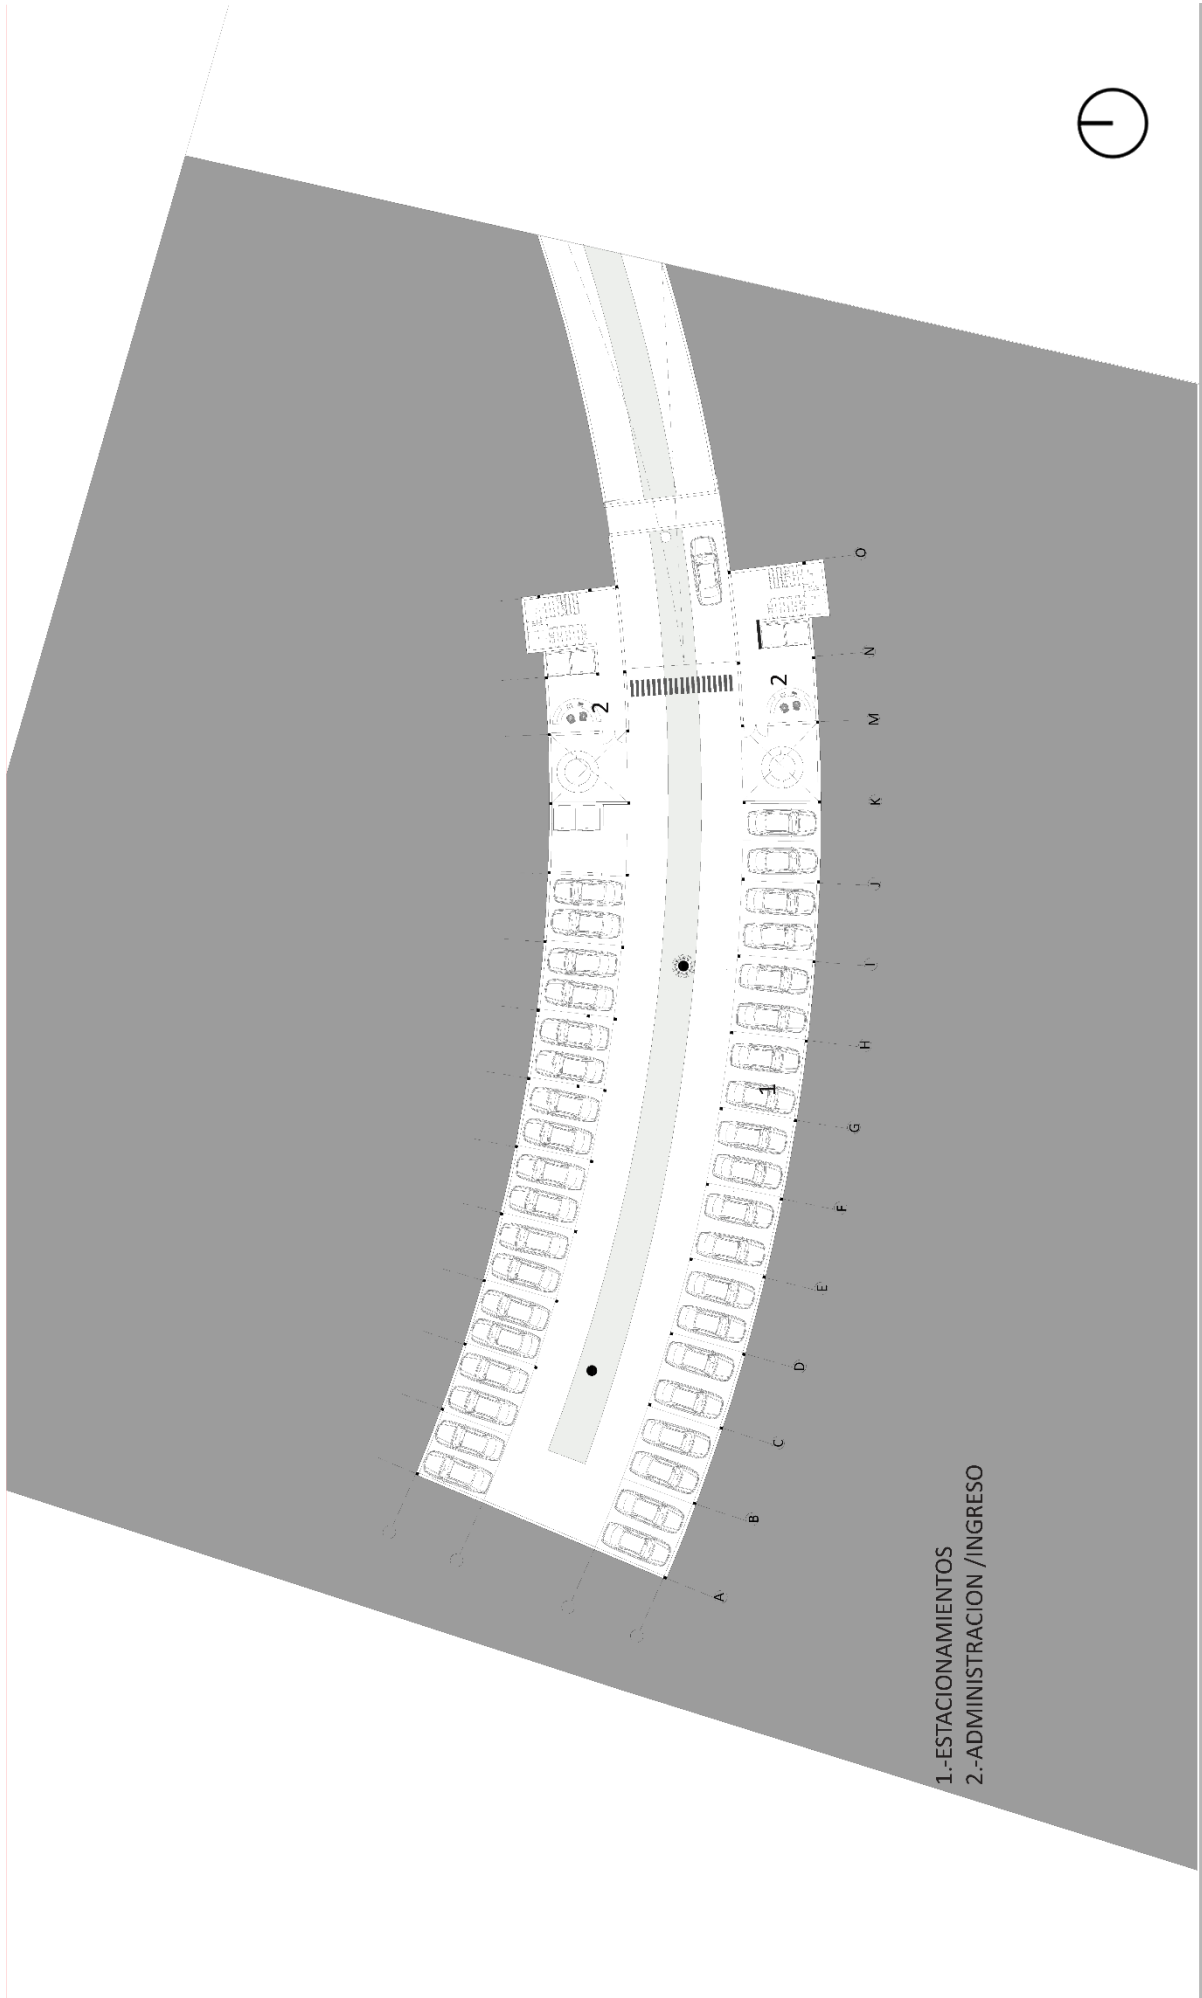 1.-ESTACIONAMIENTOS
2.-ADMINISTRACION /INGRESO
2
2
1
A
B
C
D
E
F
G
H
I
J
K
M
N
O